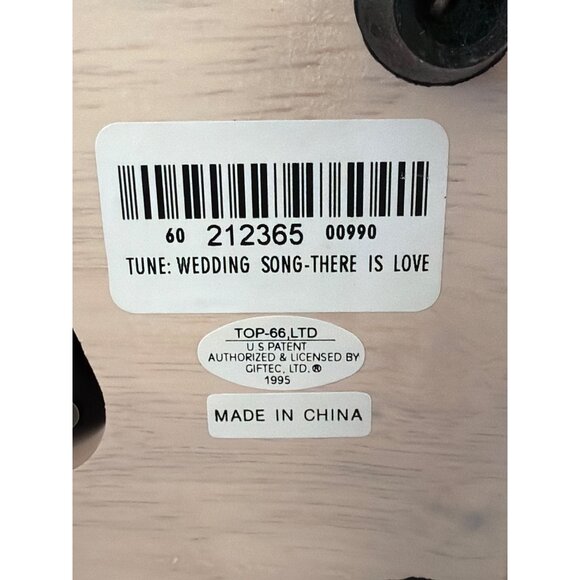 60 212365 00990
TUNE: WEDDING SONG-THERE IS LOVE
TOP-66,LTD
U.S.PATENT
AUTHORIZED & LICENSED BY
GIFTEC, LTD.®
1995
MADE IN CHINA